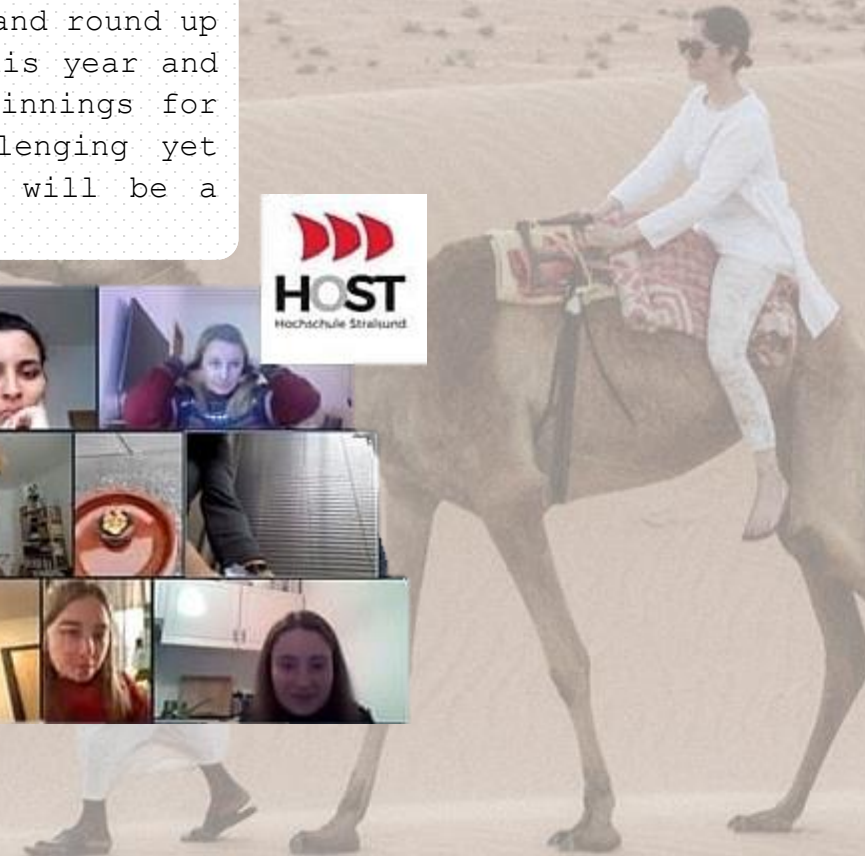 and round up
is year and
innings for
lenging yet
will be a
HOST
Hochschule Stralsund